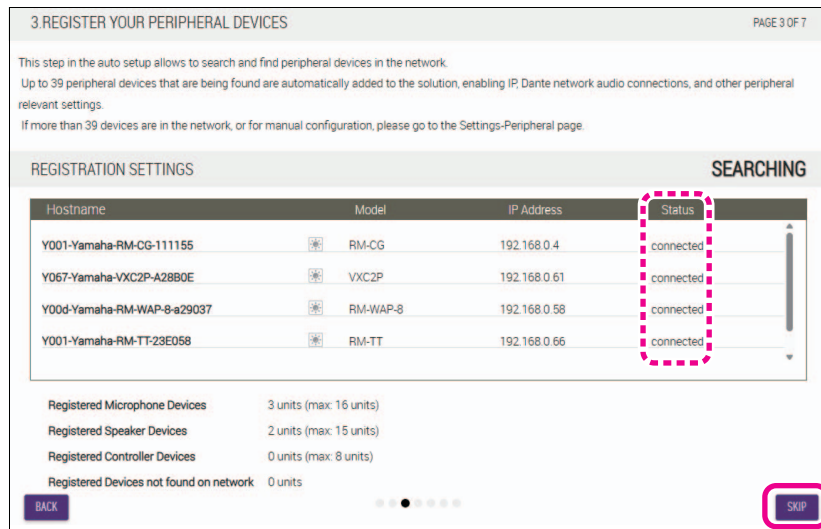 3.REGISTER YOUR PERIPHERAL DEVICES PAGE 3 OF 7
This step in the auto setup allows to search and find peripheral devices in the network.
Up to 39 peripheral devices that are being found are automatically added to the solution, enabling IP, Dante network audio connections, and other peripheral
relevant settings.
If more than 39 devices are in the network, or for manual configuration, please go to the Settings-Peripheral page.
REGISTRATION SETTINGS SEARCHING
Hostname Model IP Address Status
Y001-Yamaha-RM-CG-111155 RM-CG 192.168.0.4 connected
Y067-Yamaha-VXC2P-A28B0E VXC2P 192.168.0.61 connected
Y00d-Yamaha-RM-WAP-8-a29037 RM-WAP-8 192.168.0.58 connected
Y001-Yamaha-RM-TT-23E058 RM-TT 192.168.0.66 connected
Registered Microphone Devices 3 units (max: 16 units)
Registered Speaker Devices 2 units (max: 15 units)
Registered Controller Devices 0 units (max: 8 units)
Registered Devices not found on network 0 units
BACK SKIP